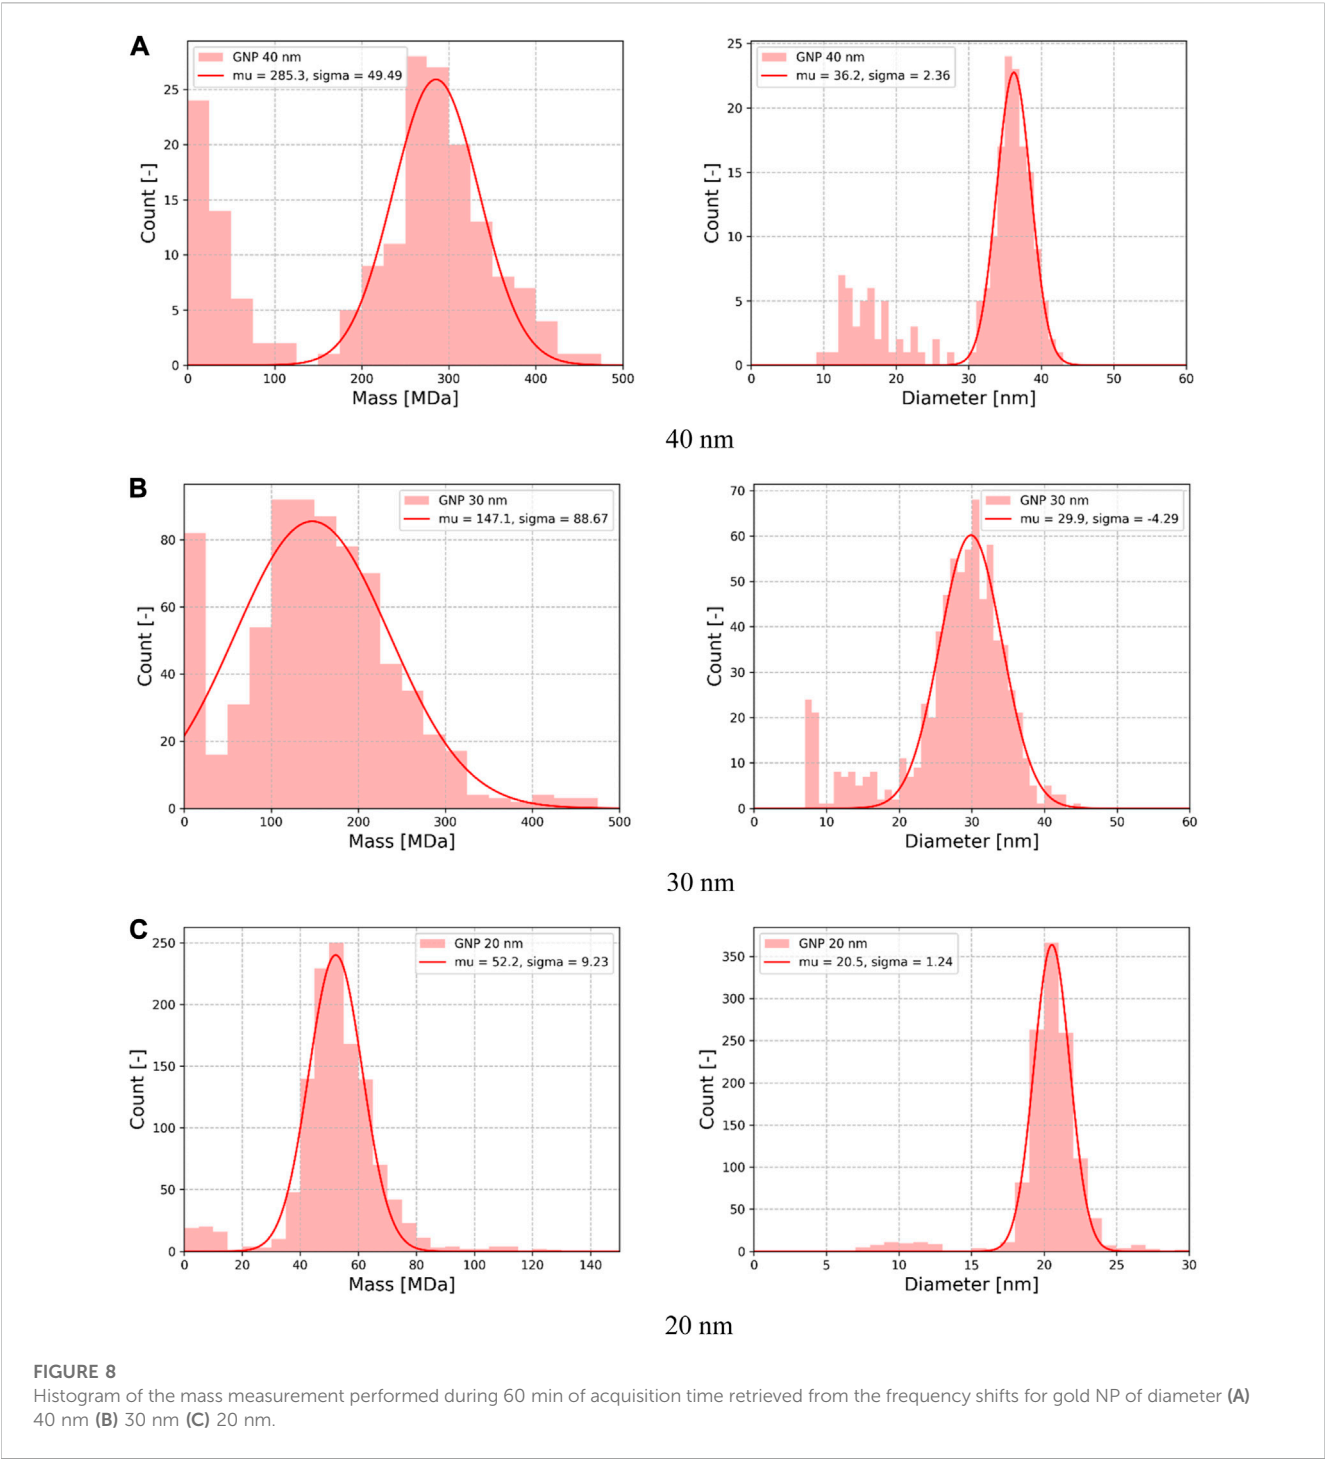 A
GNP 40 nm
mu = 285.3, sigma = 49.49
Count [-]
25
20
15
10
5
0
0 100 200 300 400 500
Mass [MDa]
GNP 40 nm
mu = 36.2, sigma = 2.36
Count [-]
25
20
15
10
5
0
0 10 20 30 40 50 60
Diameter [nm]
40 nm
B
GNP 30 nm
mu = 147.1, sigma = 88.67
Count [-]
80
60
40
20
0
0 100 200 300 400 500
Mass [MDa]
GNP 30 nm
mu = 29.9, sigma = -4.29
Count [-]
70
60
50
40
30
20
10
0
0 10 20 30 40 50 60
Diameter [nm]
30 nm
C
GNP 20 nm
mu = 52.2, sigma = 9.23
Count [-]
250
200
150
100
50
0
0 20 40 60 80 100 120 140
Mass [MDa]
GNP 20 nm
mu = 20.5, sigma = 1.24
Count [-]
350
300
250
200
150
100
50
0
0 5 10 15 20 25 30
Diameter [nm]
20 nm
FIGURE 8
Histogram of the mass measurement performed during 60 min of acquisition time retrieved from the frequency shifts for gold NP of diameter (A)
40 nm (B) 30 nm (C) 20 nm.